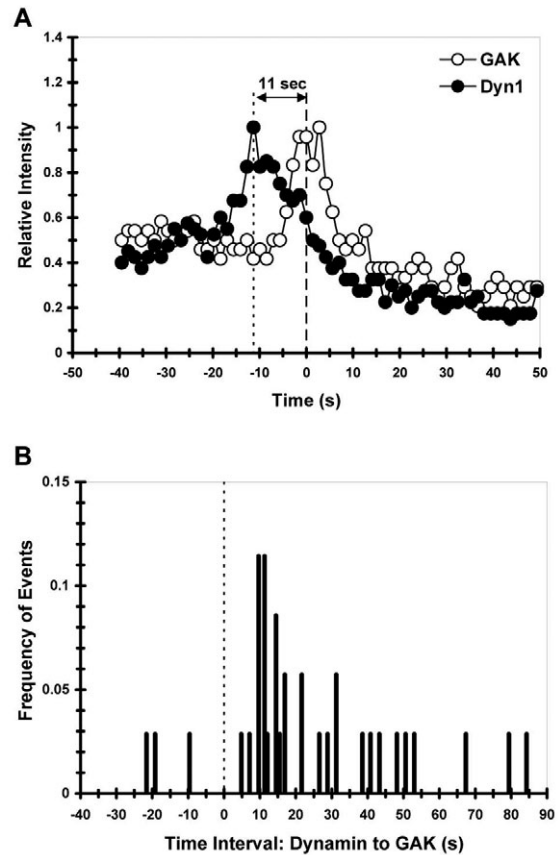 A
1.4
1.2
1
0.8
0.6
0.4
0.2
0
Relative Intensity
11 sec
GAK
Dyn1
-50 -40 -30 -20 -10 0 10 20 30 40 50
Time (s)
B
0.15
0.1
0.05
0
Frequency of Events
-40 -30 -20 -10 0 10 20 30 40 50 60 70 80 90
Time Interval: Dynamin to GAK (s)